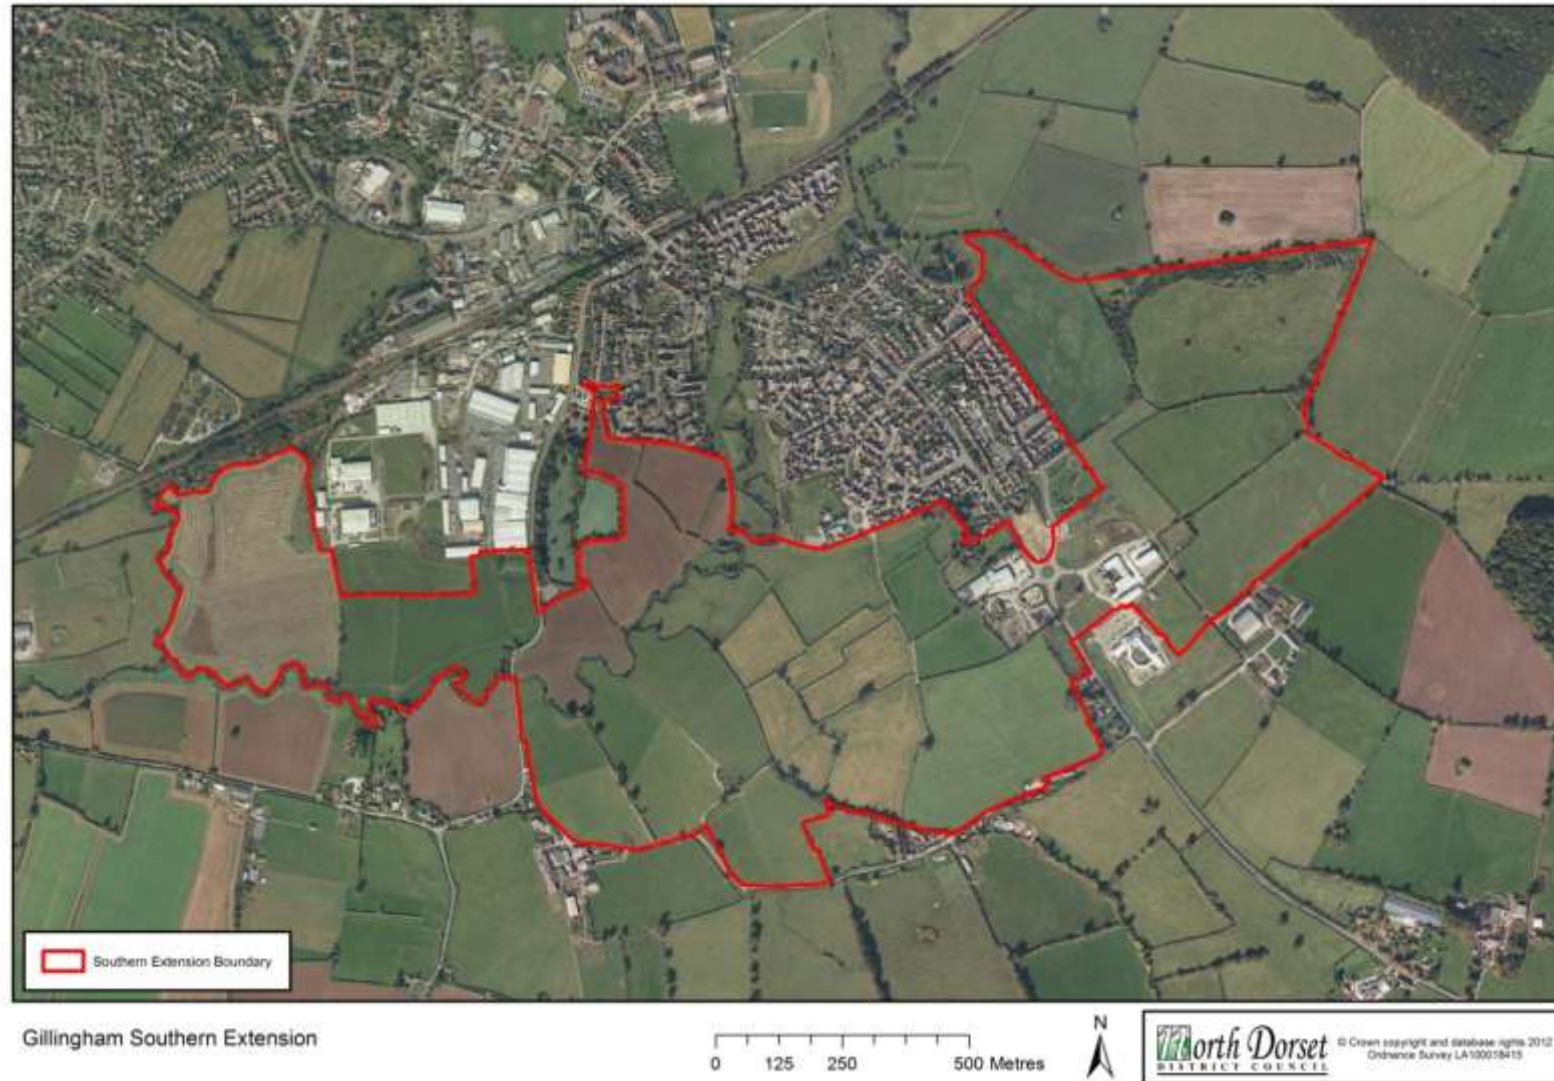 Southern Extension Boundary
Gillingham Southern Extension
0 125 250 500 Metres
N
North Dorset
DISTRICT COUNCIL
© Crown copyright and database rights 2012
Ordnance Survey LA100018415